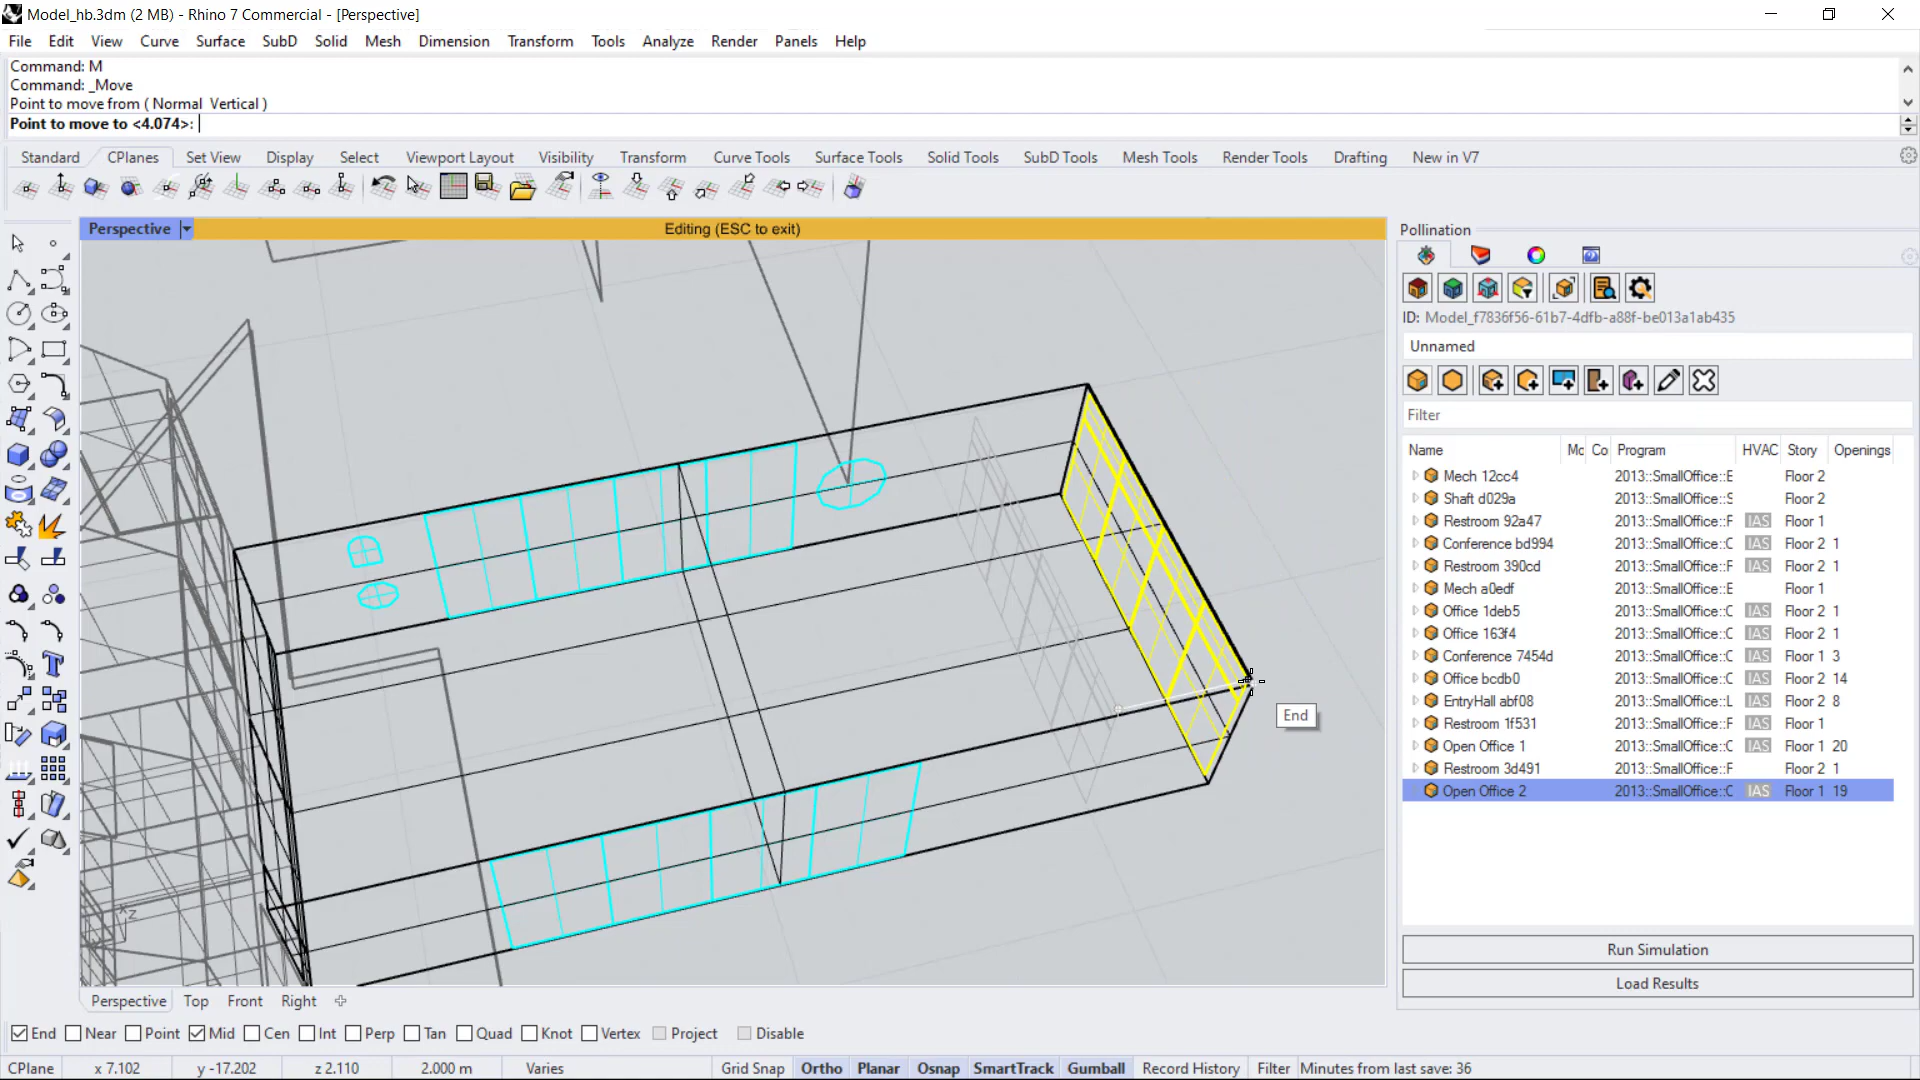 Model_hb.3dm (2 MB) - Rhino 7 Commercial - [Perspective]
File Edit View Curve Surface SubD Solid Mesh Dimension Transform Tools Analyze Render Panels Help
Command: M
Command: _Move
Point to move from ( Normal Vertical )
Point to move to <4.074>:
Standard CPlanes Set View Display Select Viewport Layout Visibility Transform Curve Tools Surface Tools Solid Tools SubD Tools Mesh Tools Render Tools Drafting New in V7
Perspective
Editing (ESC to exit)
End
z
Pollination
ID: Model_f7836f56-61b7-4dfb-a88f-be013a1ab435
Unnamed
Filter
Name Mc Co Program HVAC Story Openings
Mech 12cc4 2013::SmallOffice::E Floor 2
Shaft d029a 2013::SmallOffice::S Floor 2
Restroom 92a47 2013::SmallOffice::F IAS Floor 1
Conference bd994 2013::SmallOffice::C IAS Floor 2 1
Restroom 390cd 2013::SmallOffice::F IAS Floor 2 1
Mech a0edf 2013::SmallOffice::E Floor 1
Office 1deb5 2013::SmallOffice::C IAS Floor 2 1
Office 163f4 2013::SmallOffice::C IAS Floor 2 1
Conference 7454d 2013::SmallOffice::C IAS Floor 1 3
Office bcdb0 2013::SmallOffice::C IAS Floor 2 14
EntryHall abf08 2013::SmallOffice::L IAS Floor 2 8
Restroom 1f531 2013::SmallOffice::F IAS Floor 1
Open Office 1 2013::SmallOffice::C IAS Floor 1 20
Restroom 3d491 2013::SmallOffice::F Floor 2 1
Open Office 2 2013::SmallOffice::C IAS Floor 1 19
Run Simulation
Load Results
Perspective Top Front Right
End Near Point Mid Cen Int Perp Tan Quad Knot Vertex Project Disable
CPlane x 7.102 y -17.202 z 2.110 2.000 m Varies Grid Snap Ortho Planar Osnap SmartTrack Gumball Record History Filter Minutes from last save: 36